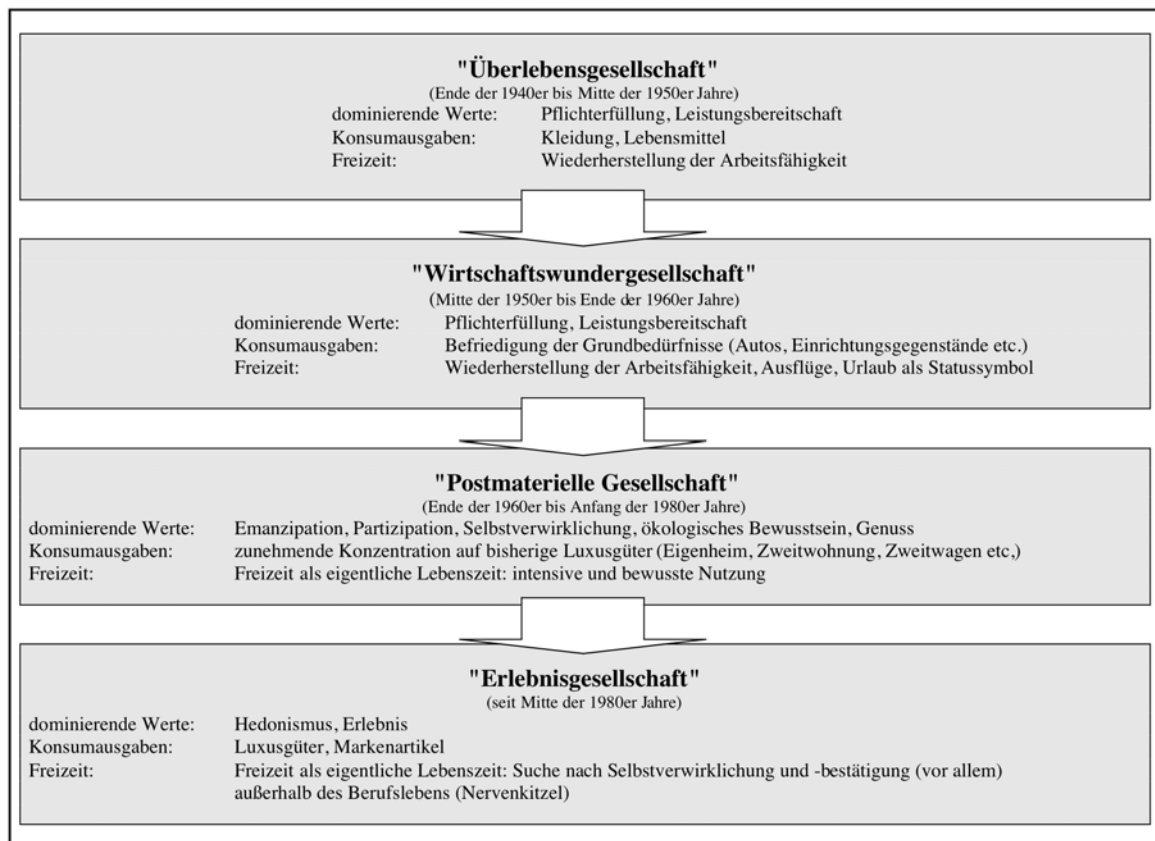 "Überlebensgesellschaft"
(Ende der 1940er bis Mitte der 1950er Jahre)
dominierende Werte: Pflichterfüllung, Leistungsbereitschaft
Konsumausgaben: Kleidung, Lebensmittel
Freizeit: Wiederherstellung der Arbeitsfähigkeit
"Wirtschaftswundergesellschaft"
(Mitte der 1950er bis Ende der 1960er Jahre)
dominierende Werte: Pflichterfüllung, Leistungsbereitschaft
Konsumausgaben: Befriedigung der Grundbedürfnisse (Autos, Einrichtungsgegenstände etc.)
Freizeit: Wiederherstellung der Arbeitsfähigkeit, Ausflüge, Urlaub als Statussymbol
"Postmaterielle Gesellschaft"
(Ende der 1960er bis Anfang der 1980er Jahre)
dominierende Werte: Emanzipation, Partizipation, Selbstverwirklichung, ökologisches Bewusstsein, Genuss
Konsumausgaben: zunehmende Konzentration auf bisherige Luxusgüter (Eigenheim, Zweitwohnung, Zweitwagen etc,)
Freizeit: Freizeit als eigentliche Lebenszeit: intensive und bewusste Nutzung
"Erlebnisgesellschaft"
(seit Mitte der 1980er Jahre)
dominierende Werte: Hedonismus, Erlebnis
Konsumausgaben: Luxusgüter, Markenartikel
Freizeit: Freizeit als eigentliche Lebenszeit: Suche nach Selbstverwirklichung und -bestätigung (vor allem)
außerhalb des Berufslebens (Nervenkitzel)